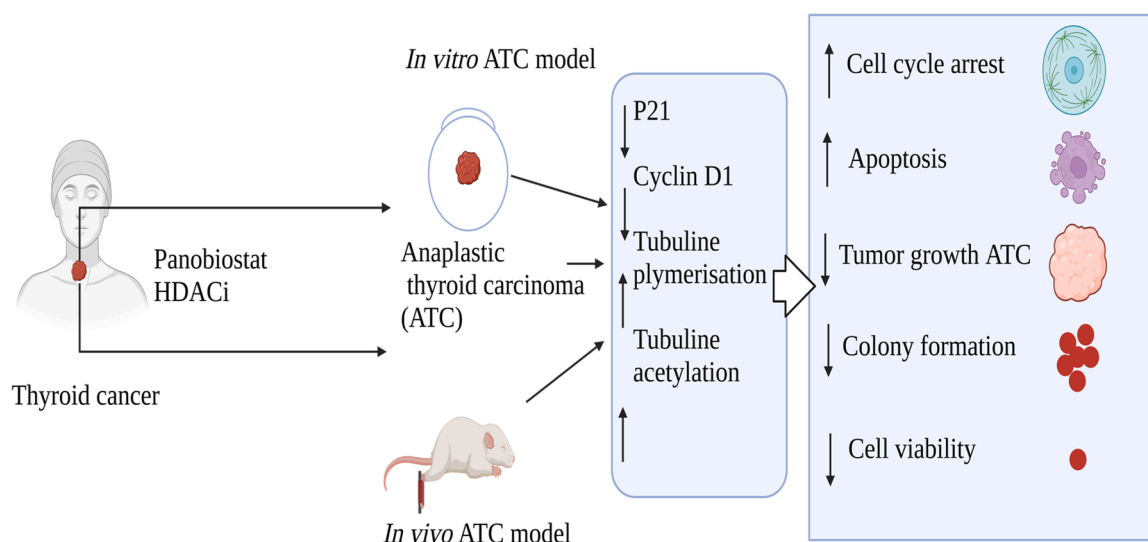 In vitro ATC model
Panobiostat
HDACi
Thyroid cancer
Anaplastic
thyroid carcinoma
(ATC)
In vivo ATC model
P21
Cyclin D1
Tubuline
plymerisation
Tubuline
acetylation
Cell cycle arrest
Apoptosis
Tumor growth ATC
Colony formation
Cell viability